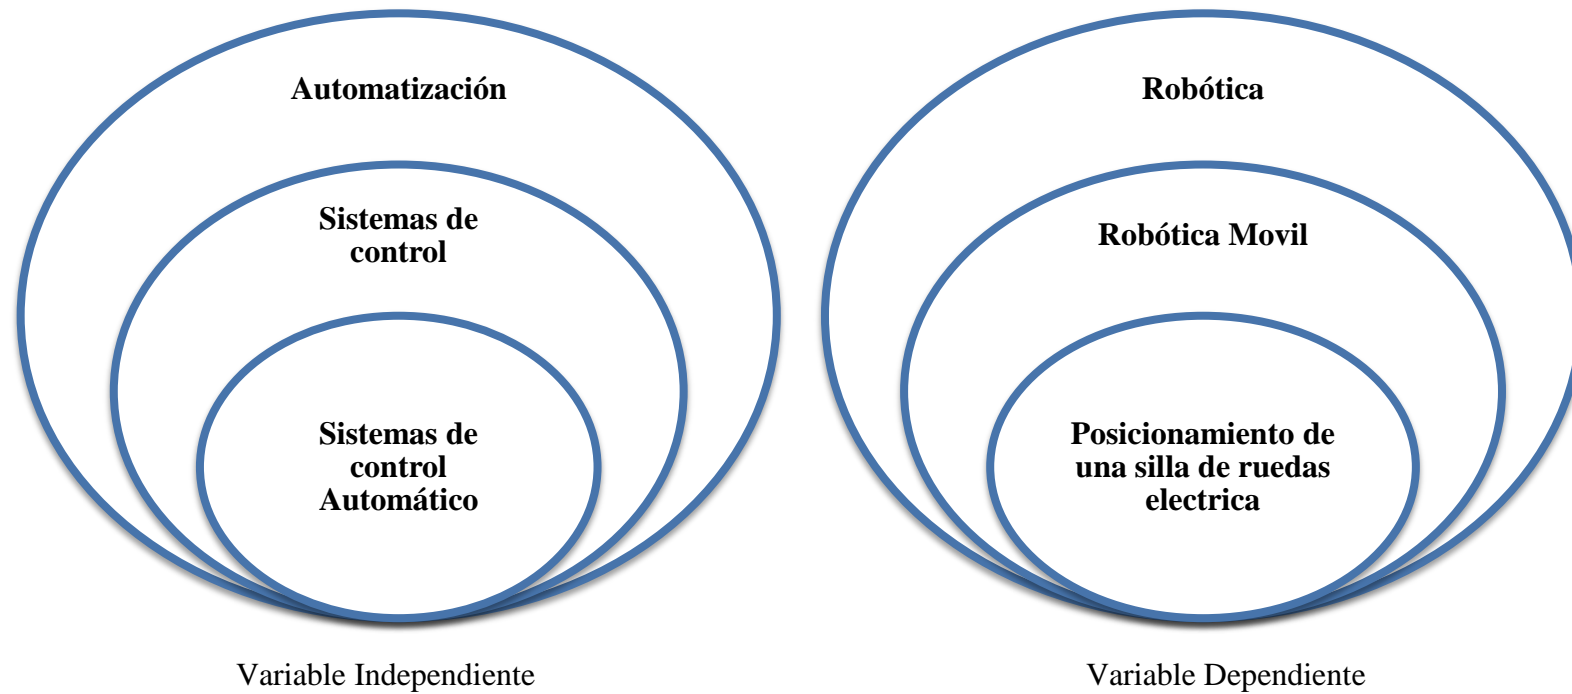 Automatización
Sistemas de
control
Sistemas de
control
Automático
Variable Independiente
Robótica
Robótica Movil
Posicionamiento de
una silla de ruedas
electrica
Variable Dependiente